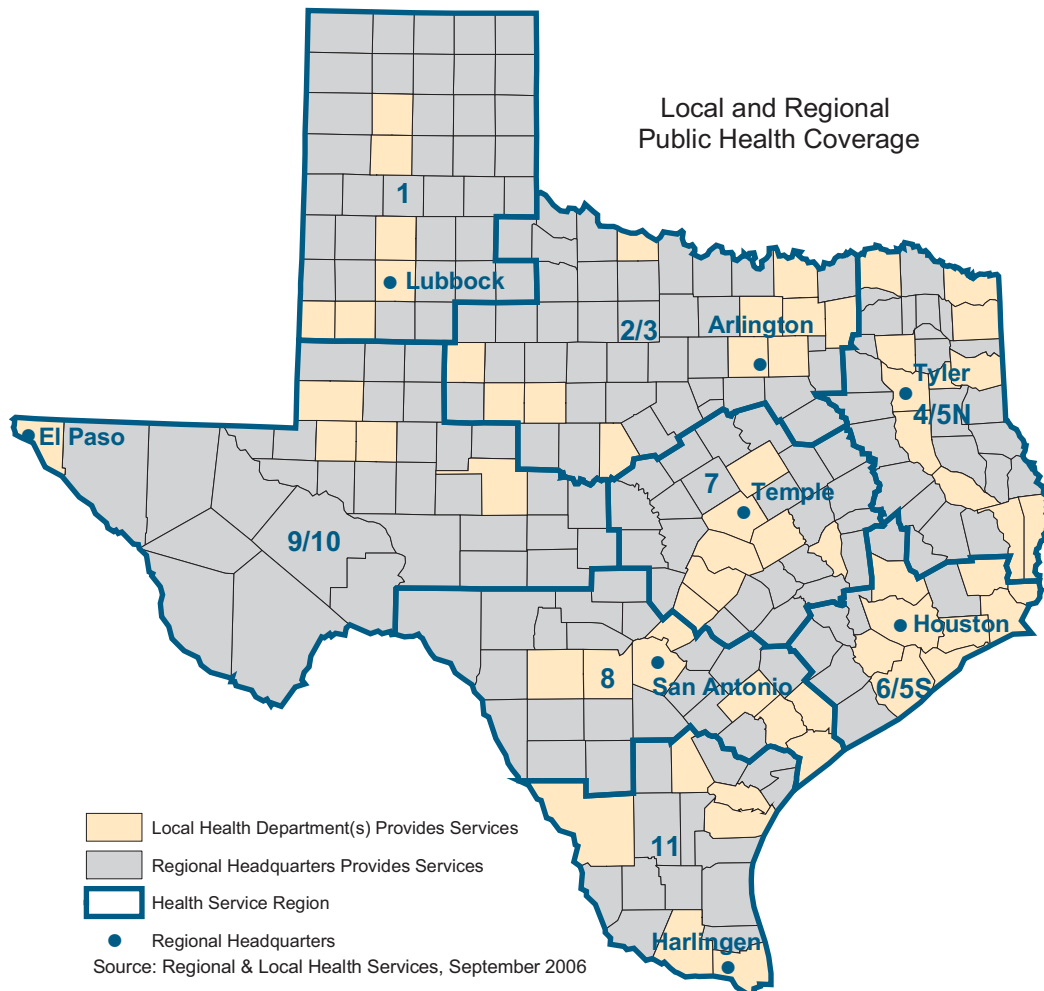 Local and Regional
Public Health Coverage
1
Lubbock
2/3
Arlington
Tyler
4/5N
El Paso
7
Temple
9/10
Houston
8
San Antonio
6/5S
11
Harlingen
Local Health Department(s) Provides Services
Regional Headquarters Provides Services
Health Service Region
Regional Headquarters
Source: Regional & Local Health Services, September 2006